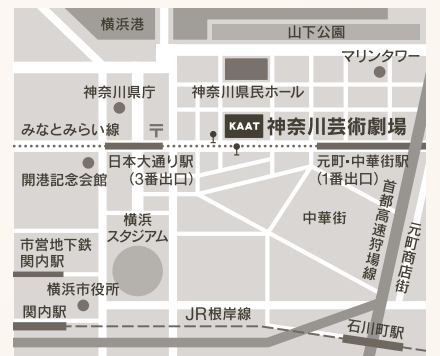 横浜港
山下公園
マリンタワー
神奈川県庁
神奈川県民ホール
みなとみらい線
〒
KAAT 神奈川芸術劇場
日本大通り駅
（3番出口）
元町・中華街駅
（1番出口）
開港記念会館
首都高速狩場線
中華街
横浜
スタジアム
元町商店街
市営地下鉄
関内駅
横浜市役所
関内駅
JR根岸線
石川町駅